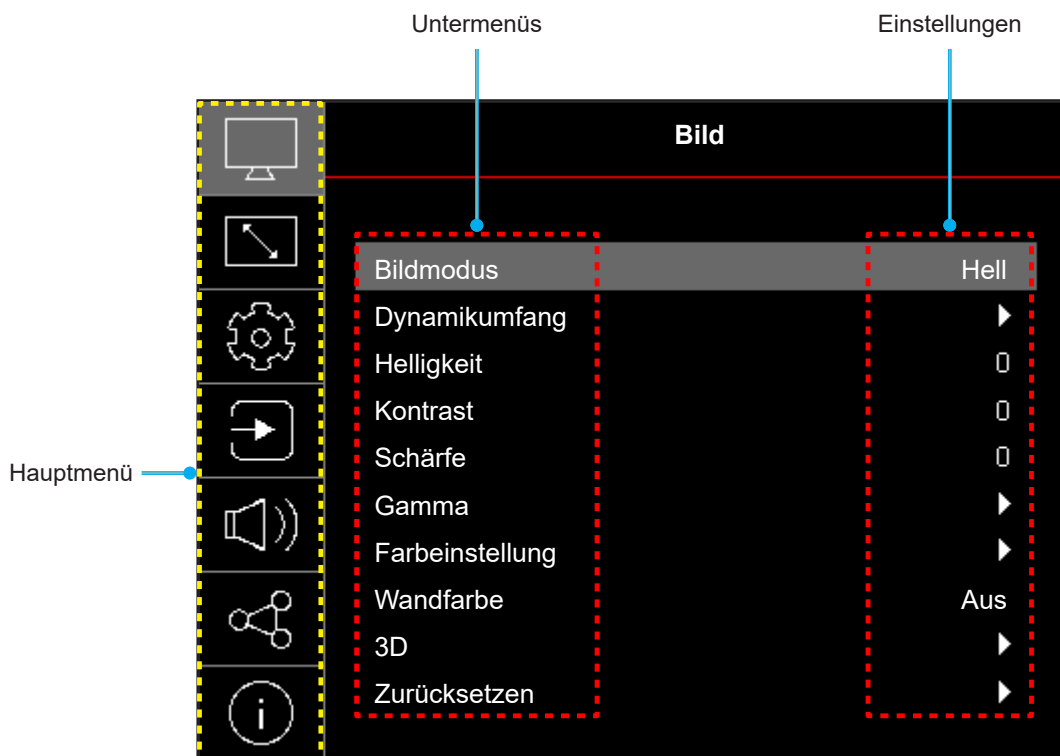 Untermenüs Einstellungen
Bild
Bildmodus Hell
Dynamikumfang
Helligkeit 0
Kontrast 0
Schärfe 0
Hauptmenü
Gamma
Farbeinstellung
Wandfarbe Aus
3D
Zurücksetzen
i